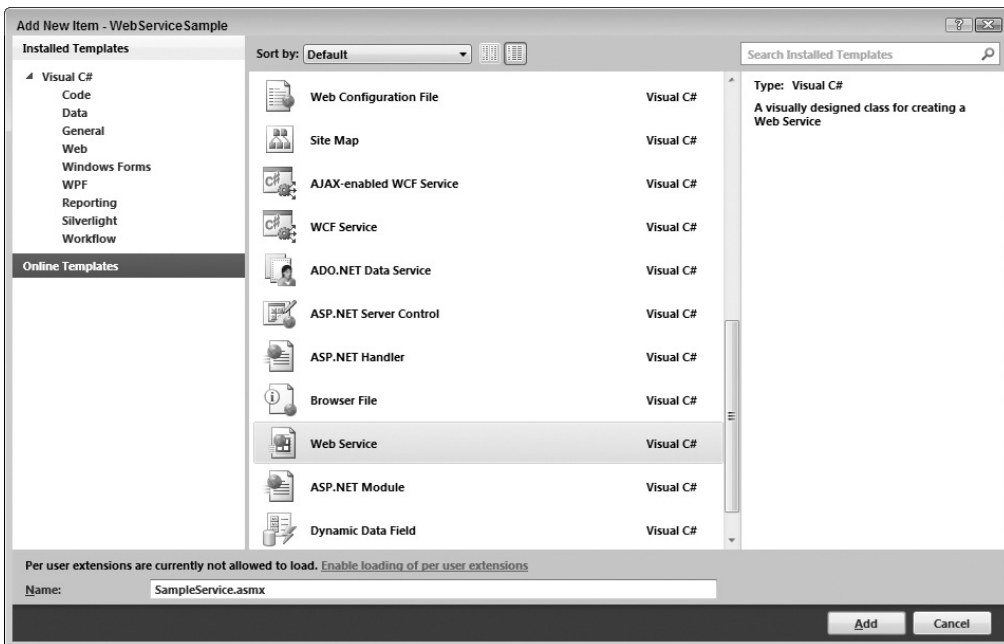 Add New Item - WebServiceSample
Installed Templates
Visual C#
Code
Data
General
Web
Windows Forms
WPF
Reporting
Silverlight
Workflow
Online Templates
Sort by: Default
Web Configuration File Visual C#
Site Map Visual C#
AJAX-enabled WCF Service Visual C#
WCF Service Visual C#
ADO.NET Data Service Visual C#
ASP.NET Server Control Visual C#
ASP.NET Handler Visual C#
Browser File Visual C#
Web Service Visual C#
ASP.NET Module Visual C#
Dynamic Data Field Visual C#
Search Installed Templates
Type: Visual C#
A visually designed class for creating a
Web Service
Per user extensions are currently not allowed to load. Enable loading of per user extensions
Name: SampleService.asmx
Add Cancel